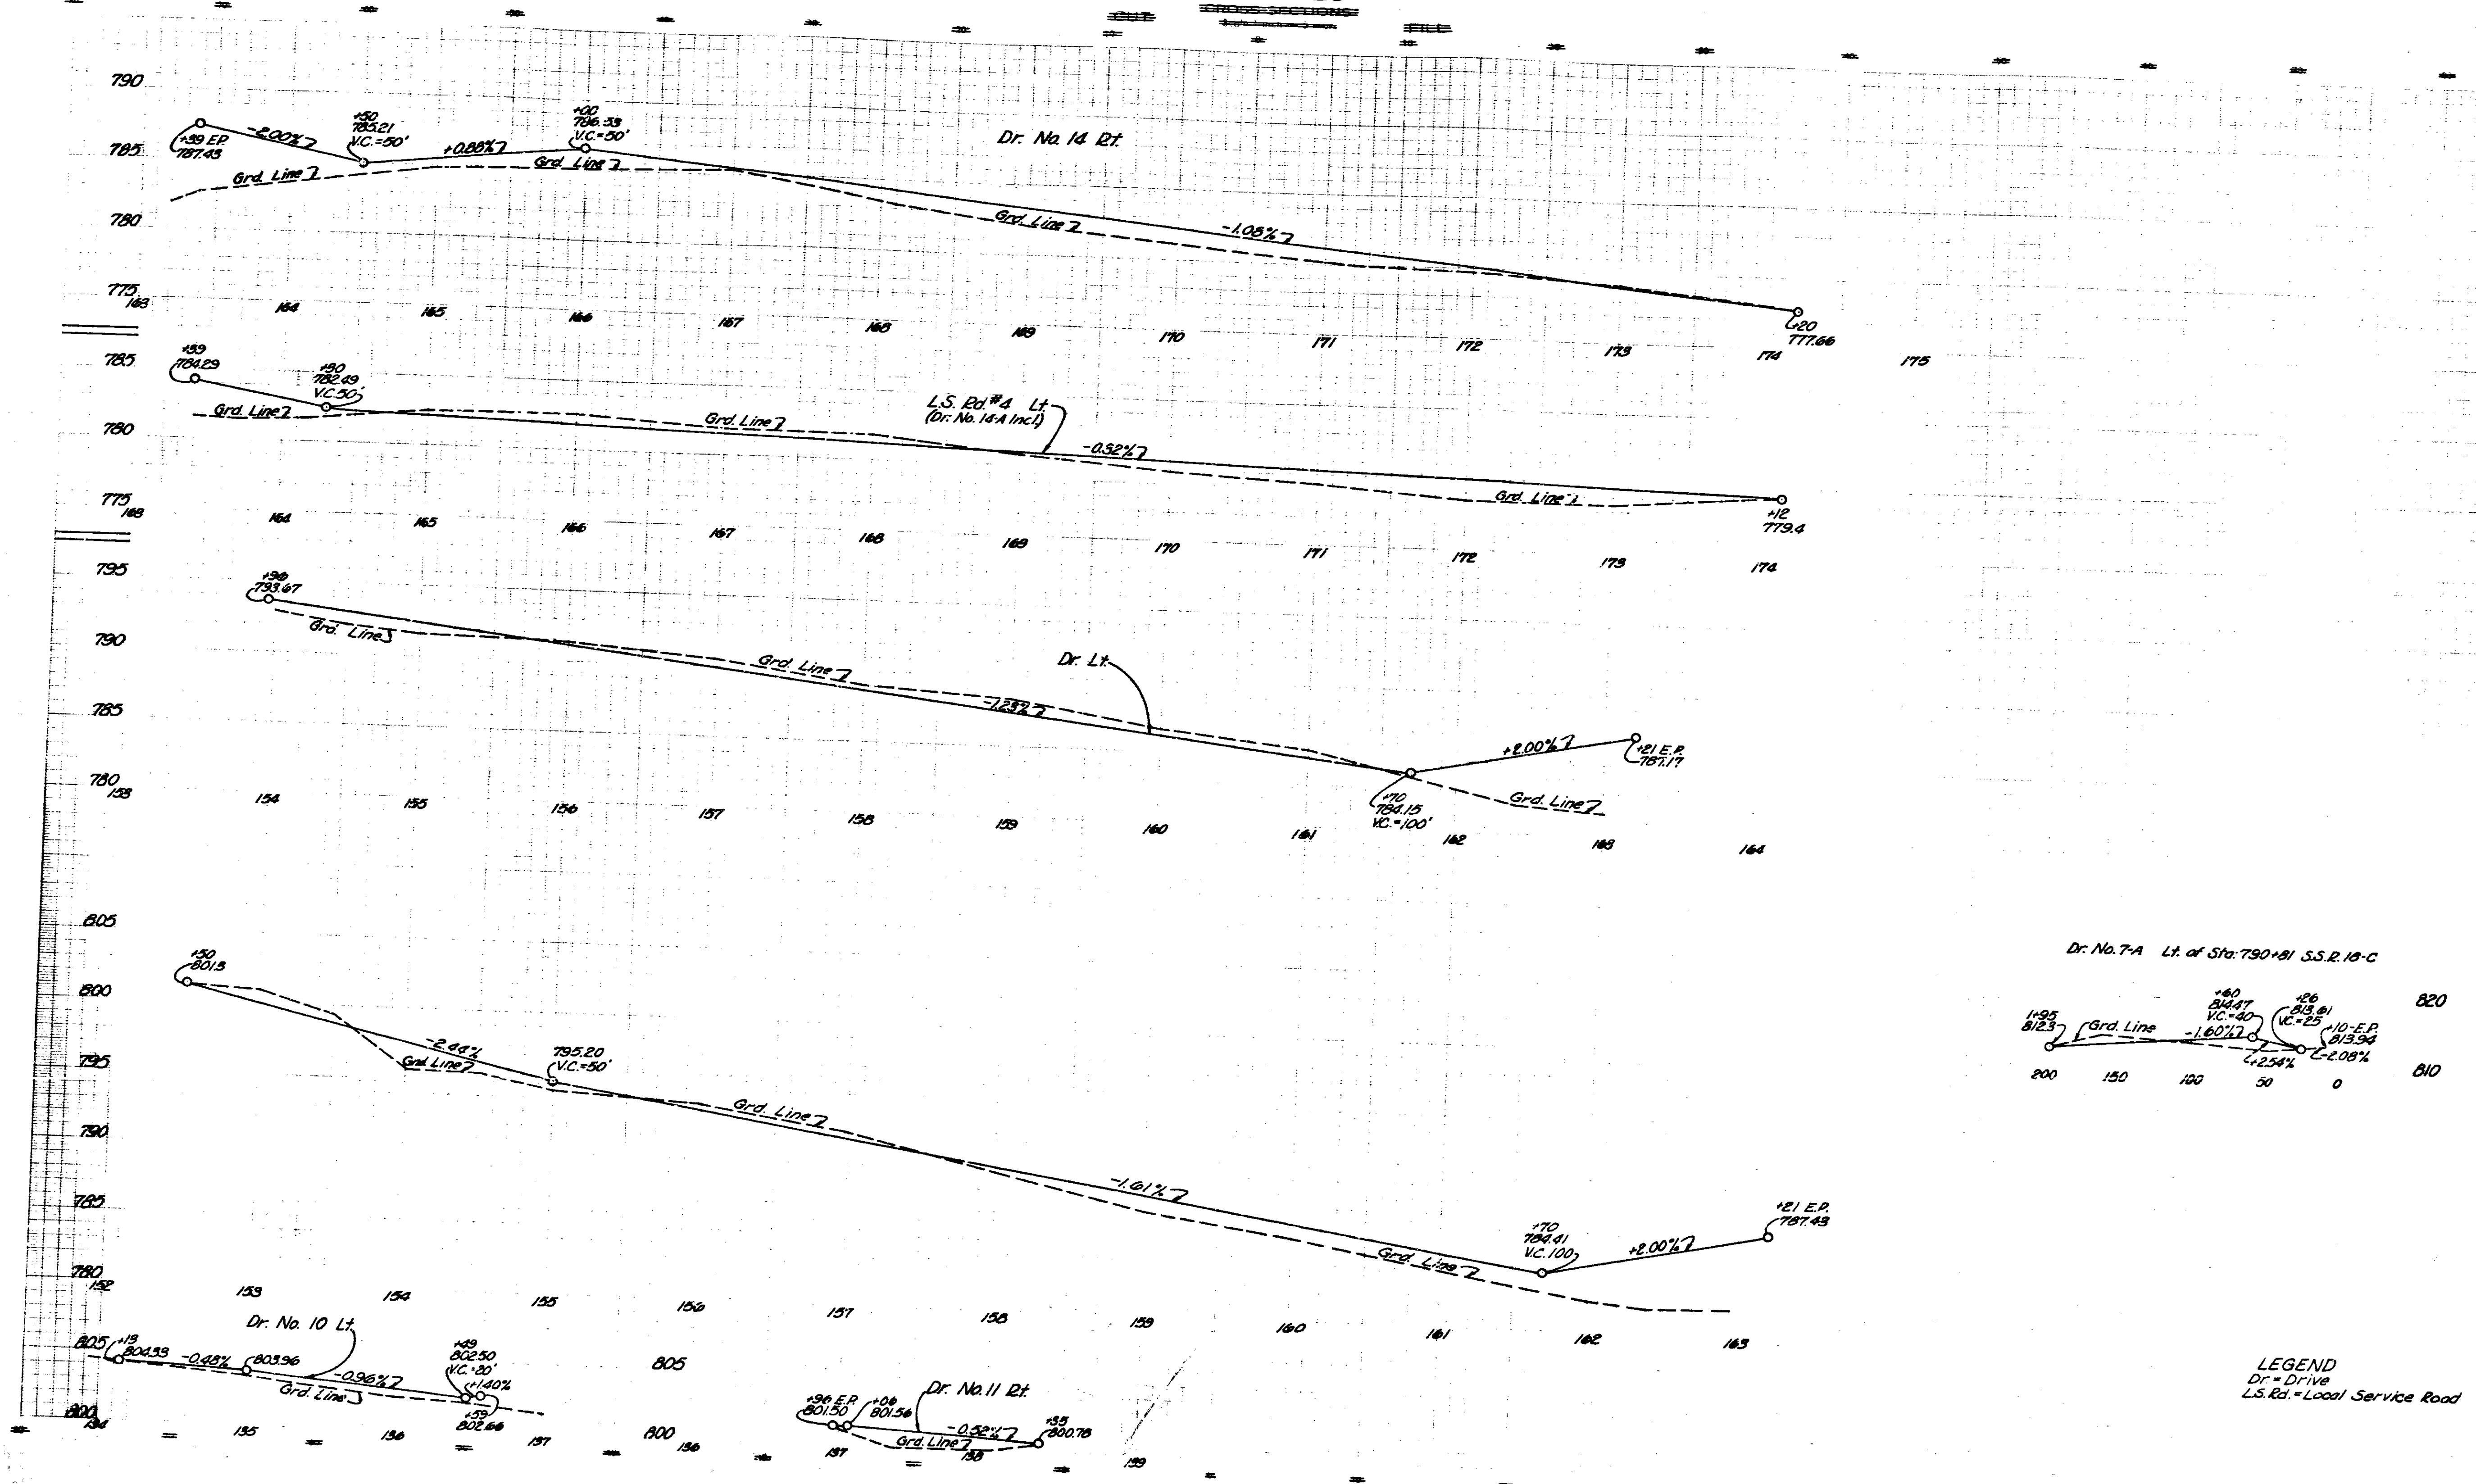 CUT
CROSS SECTIONS
FILL
790
785
780
775
+39 E.P.
787.43
-2.00%
+50
785.21
V.C.=50'
+0.88%
+00
786.53
V.C.=50'
Grd. Line
Grd. Line
Dr. No. 14 Rt.
Grd. Line
-1.08%
+20
777.66
163 164 165 166 167 168 169 170 171 172 173 174 175
785
780
775
+39
784.29
+30
782.49
V.C. 50'
Grd. Line
Grd. Line
L.S. Rd. #4 Lt.
(Dr. No. 14-A Incl.)
-0.32%
Grd. Line
+12
779.4
163 164 165 166 167 168 169 170 171 172 173 174
795
790
785
780
793.67
Grd. Line
Grd. Line
-1.23%
Dr. Lt.
+2.00%
+21 E.P.
787.17
+70
784.15
V.C.=100'
Grd. Line
153 154 155 156 157 158 159 160 161 162 163 164
805
800
795
790
785
780
+50
801.3
-2.44%
Grd. Line
795.20
V.C.=50'
Grd. Line
-1.61%
Grd. Line
+70
784.41
V.C. 100
+2.00%
+21 E.P.
787.43
152 153 154 155 156 157 158 159 160 161 162 163
Dr. No. 7-A Lt. of Sta: 790+81 S.S.R. 18-C
820
810
1+95
812.3
Grd. Line
-1.60%
+60
814.47
V.C.=40
+26
813.61
V.C.=25
+10-E.P.
813.94
+2.54%
-2.08%
200 150 100 50 0
Dr. No. 10 Lt.
805
800
+13
804.33
-0.48%
803.96
-0.96%
Grd. Line
+49
802.50
V.C.=20'
+1.40%
+59
802.66
134 135 136 137
805
800
+96 E.P.
801.50
+06
801.56
Dr. No. 11 Rt.
-0.52%
Grd. Line
+55
800.78
136 137 138 139
LEGEND
Dr = Drive
L.S. Rd. = Local Service Road